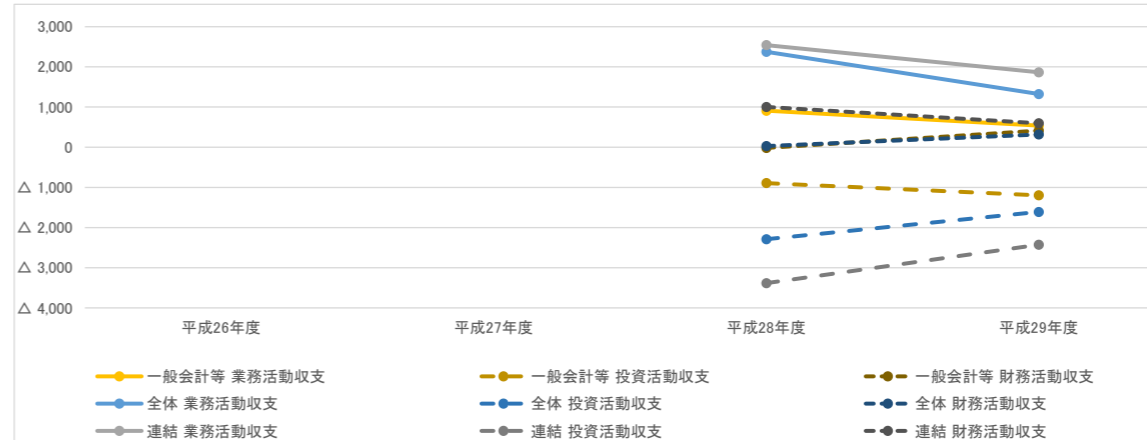 3,000
2,000
1,000
0
△ 1,000
△ 2,000
△ 3,000
△ 4,000
平成26年度 平成27年度 平成28年度 平成29年度
一般会計等 業務活動収支 一般会計等 投資活動収支 一般会計等 財務活動収支
全体 業務活動収支 全体 投資活動収支 全体 財務活動収支
連結 業務活動収支 連結 投資活動収支 連結 財務活動収支